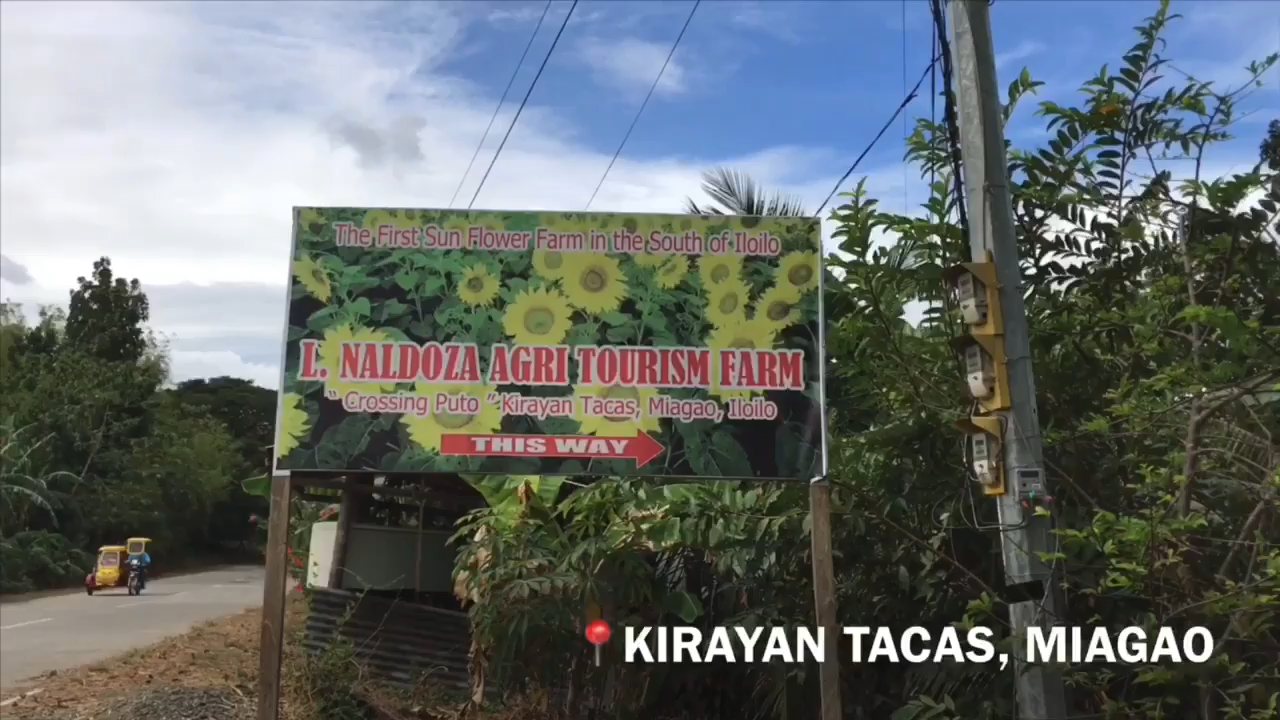 The First Sun Flower Farm in the South of Iloilo
L. NALDOZA AGRI TOURISM FARM
“ Crossing Puto ” Kirayan Tacas, Miagao, Iloilo
THIS WAY
KIRAYAN TACAS, MIAGAO